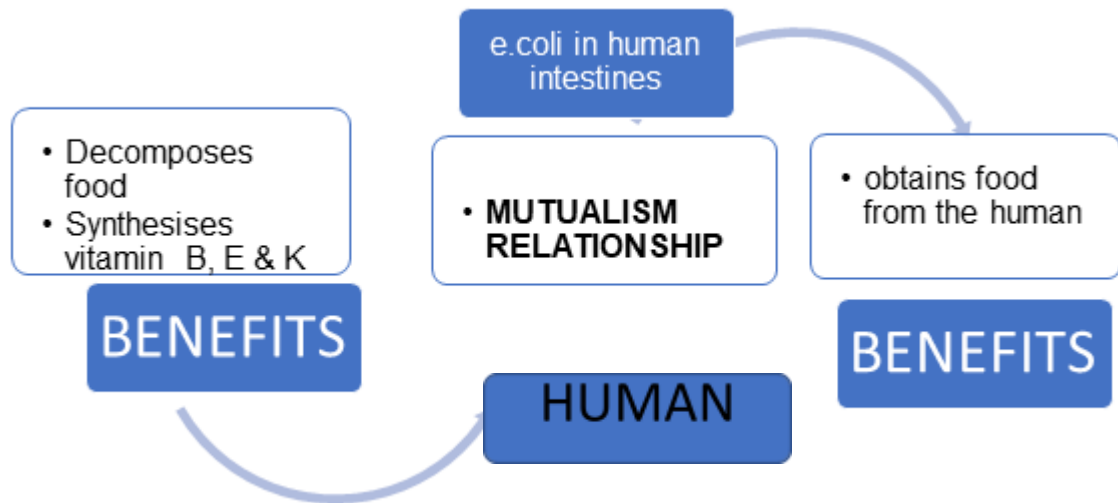 e.coli in human
intestines
• Decomposes
food
• Synthesises
vitamin B, E & K
BENEFITS
• MUTUALISM
RELATIONSHIP
HUMAN
• obtains food
from the human
BENEFITS